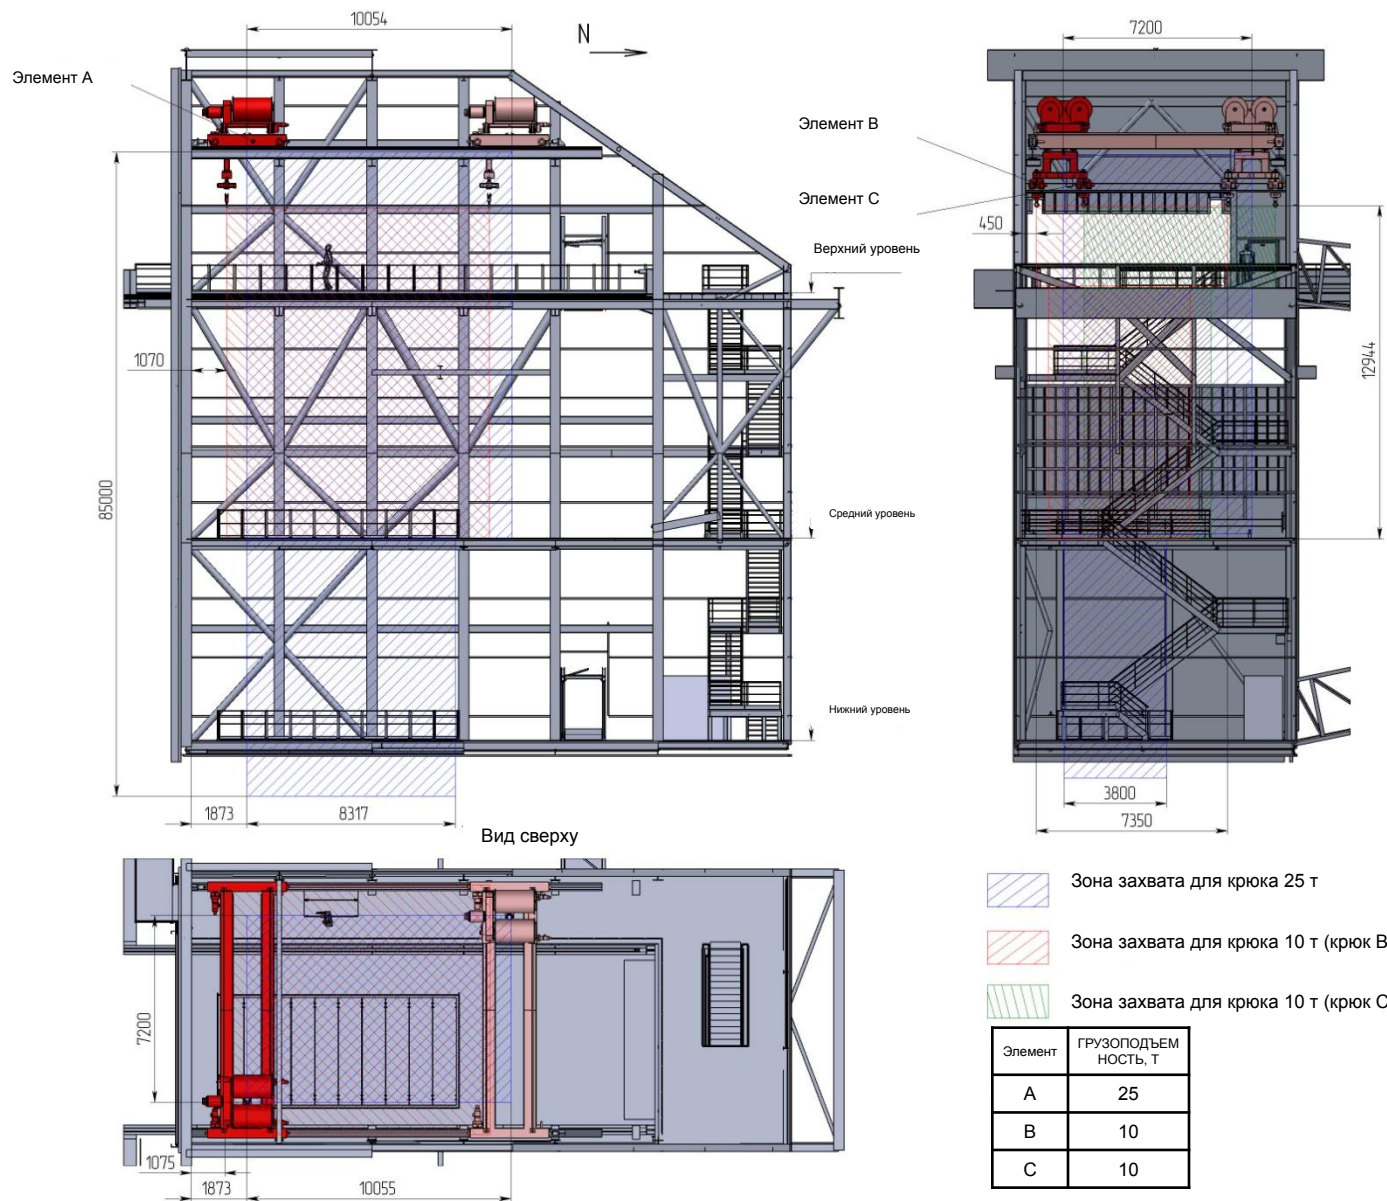 10054
N
7200
Элемент A
Элемент B
Элемент C
450
Верхний уровень
1070
12944
85000
Средний уровень
Нижний уровень
1873
8317
3800
7350
Вид сверху
Зона захвата для крюка 25 т
Зона захвата для крюка 10 т (крюк B
Зона захвата для крюка 10 т (крюк C
7200
1075
1873
10055
Элемент
ГРУЗОПОДЪЕМ
НОСТЬ, Т
A
25
B
10
C
10